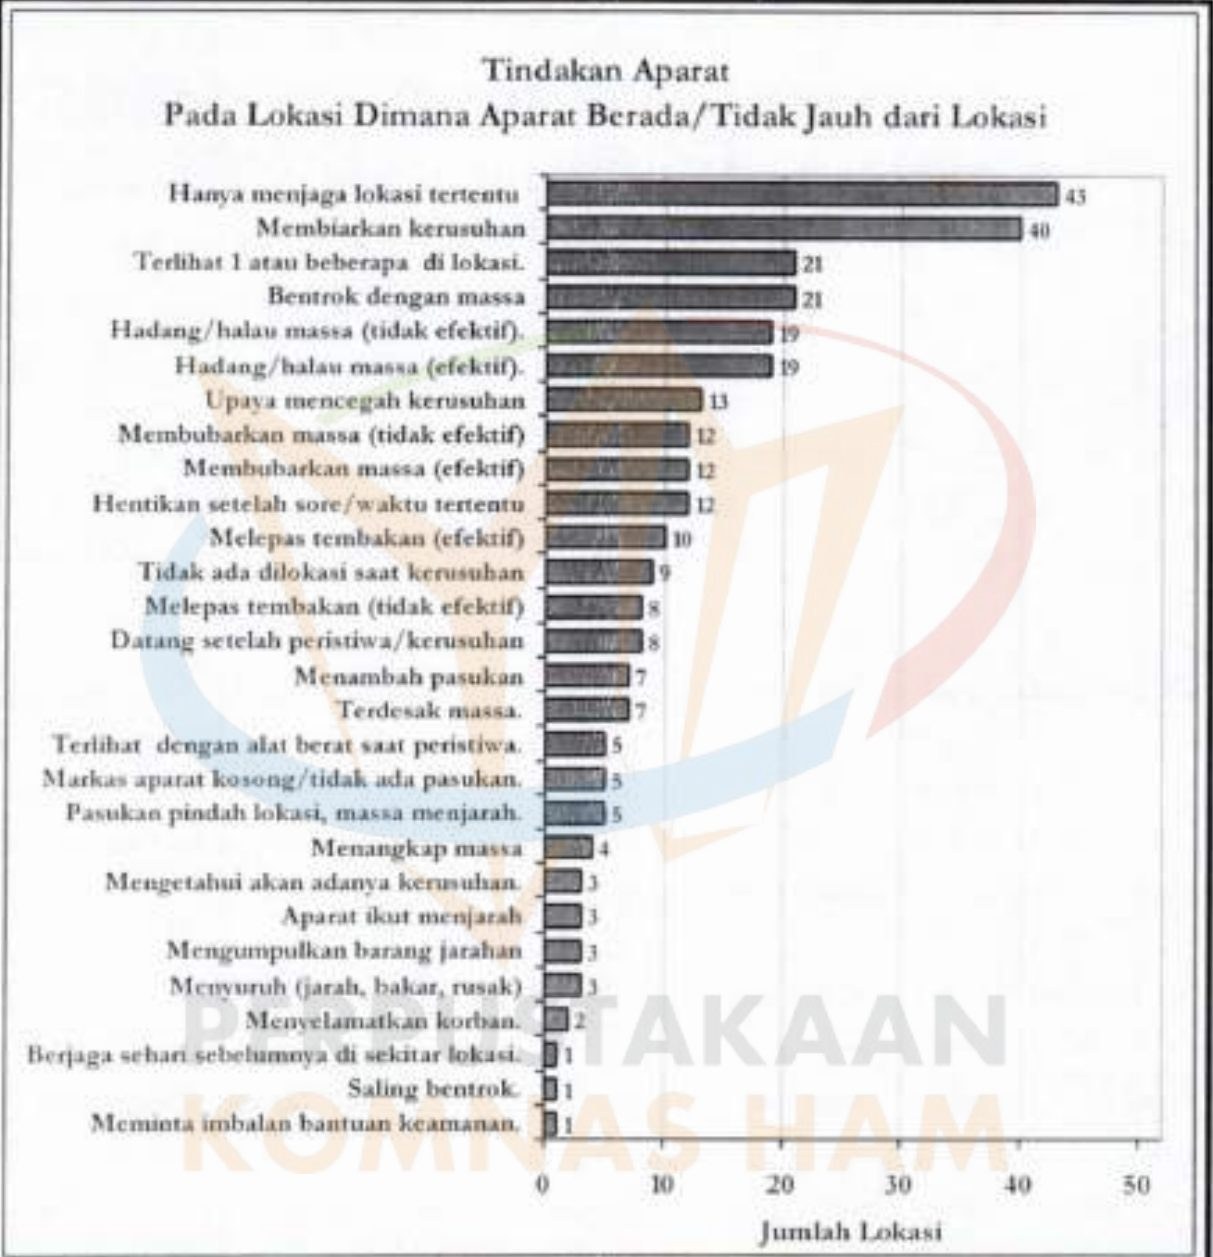 Tindakan Aparat
Pada Lokasi Dimana Aparat Berada/Tidak Jauh dari Lokasi
Hanya menjaga lokasi tertentu 43
Membiarkan kerusuhan 40
Terlihat 1 atau beberapa di lokasi. 21
Bentrok dengan massa 21
Hadang/halau massa (tidak efektif). 19
Hadang/halau massa (efektif). 19
Upaya mencegah kerusuhan 13
Membubarkan massa (tidak efektif) 12
Membubarkan massa (efektif) 12
Hentikan setelah sore/waktu tertentu 12
Melepas tembakan (efektif) 10
Tidak ada dilokasi saat kerusuhan 9
Melepas tembakan (tidak efektif) 8
Datang setelah peristiwa/kerusuhan 8
Menambah pasukan 7
Terdesak massa. 7
Terlihat dengan alat berat saat peristiwa. 5
Markas aparat kosong/tidak ada pasukan. 5
Pasukan pindah lokasi, massa menjarah. 5
Menangkap massa 4
Mengetahui akan adanya kerusuhan. 3
Aparat ikut menjarah 3
Mengumpulkan barang jarahan 3
Menyuruh (jarah, bakar, rusak) 3
Menyelamatkan korban. 2
Berjaga sehari sebelumnya di sekitar lokasi. 1
Saling bentrok. 1
Meminta imbalan bantuan keamanan. 1
0 10 20 30 40 50
Jumlah Lokasi
PERPUSTAKAAN
KOMNAS HAM